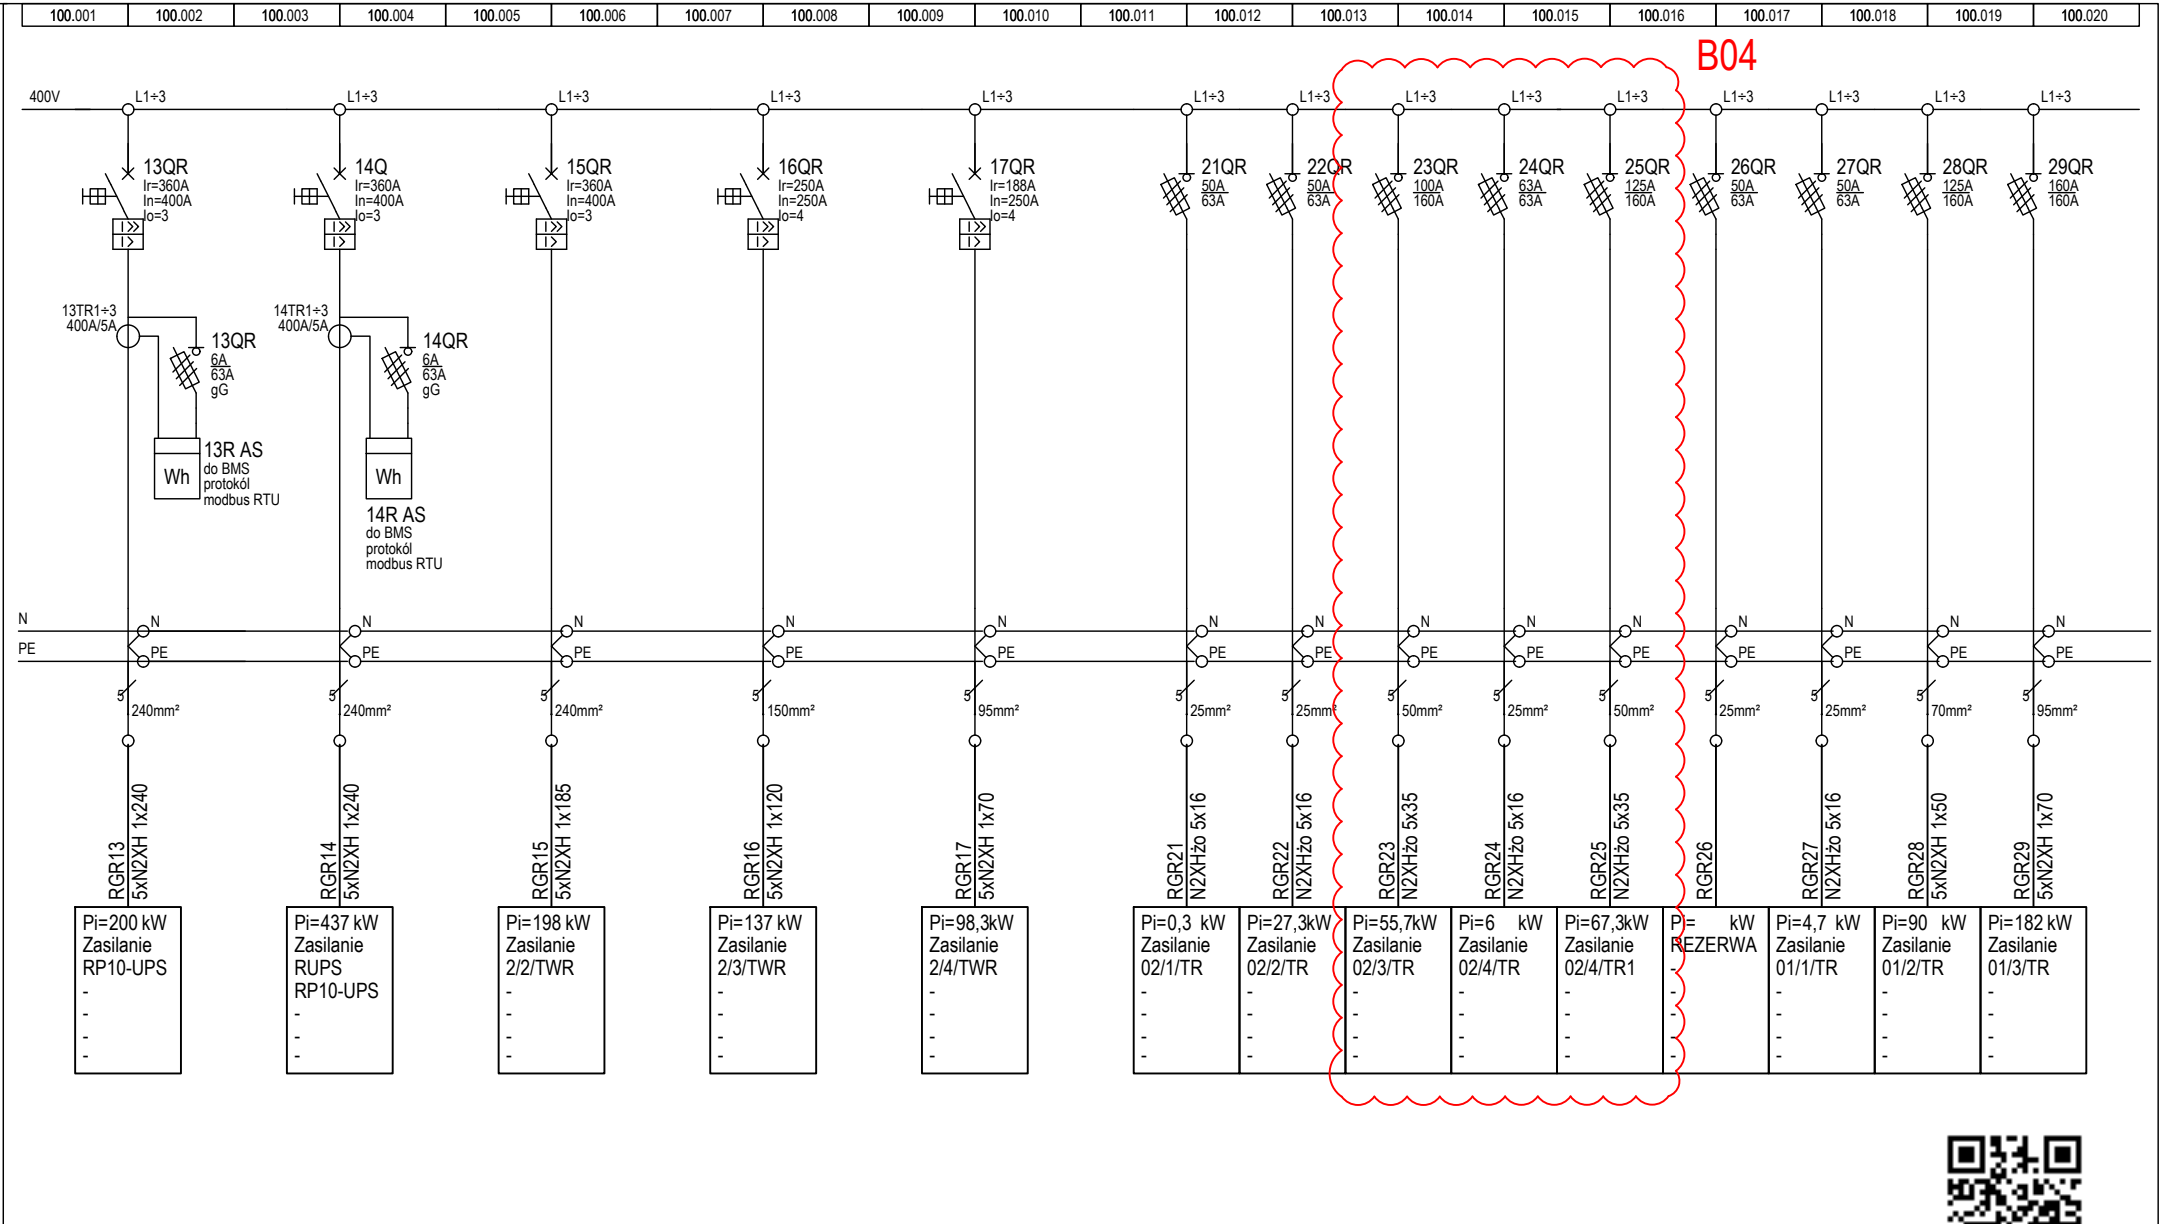 100.001 100.002 100.003 100.004 100.005 100.006 100.007 100.008 100.009 100.010 100.011 100.012 100.013 100.014 100.015 100.016 100.017 100.018 100.019 100.020
B04
400V L1÷3 L1÷3 L1÷3 L1÷3 L1÷3 L1÷3 L1÷3 L1÷3 L1÷3 L1÷3 L1÷3 L1÷3 L1÷3 L1÷3
13QR
Ir=360A
In=400A
Io=3
I>>
I>
14Q
Ir=360A
In=400A
Io=3
I>>
I>
15QR
Ir=360A
In=400A
Io=3
I>>
I>
16QR
Ir=250A
In=250A
Io=4
I>>
I>
17QR
Ir=188A
In=250A
Io=4
I>>
I>
21QR
50A
63A
22QR
50A
63A
23QR
100A
160A
24QR
63A
63A
25QR
125A
160A
26QR
50A
63A
27QR
50A
63A
28QR
125A
160A
29QR
160A
160A
13TR1÷3
400A/5A
13QR
6A
63A
gG
14TR1÷3
400A/5A
14QR
6A
63A
gG
Wh
13R AS
do BMS
protokól
modbus RTU
Wh
14R AS
do BMS
protokól
modbus RTU
N N N N N N N N N N N N N N N
PE PE PE PE PE PE PE PE PE PE PE PE PE PE PE
5 5 5 5 5 5 5 5 5 5 5 5 5 5
240mm² 240mm² 240mm² 150mm² 95mm² 25mm² 25mm² 50mm² 25mm² 50mm² 25mm² 25mm² 70mm² 95mm²
RGR13
5xN2XH 1x240
RGR14
5xN2XH 1x240
RGR15
5xN2XH 1x185
RGR16
5xN2XH 1x120
RGR17
5xN2XH 1x70
RGR21
N2XHżo 5x16
RGR22
N2XHżo 5x16
RGR23
N2XHżo 5x35
RGR24
N2XHżo 5x16
RGR25
N2XHżo 5x35
RGR26
RGR27
N2XHżo 5x16
RGR28
5xN2XH 1x50
RGR29
5xN2XH 1x70
Pi=200 kW
Zasilanie
RP10-UPS
-
-
-
-
Pi=437 kW
Zasilanie
RUPS
RP10-UPS
-
-
-
Pi=198 kW
Zasilanie
2/2/TWR
-
-
-
-
Pi=137 kW
Zasilanie
2/3/TWR
-
-
-
-
Pi=98,3kW
Zasilanie
2/4/TWR
-
-
-
-
Pi=0,3 kW
Zasilanie
02/1/TR
-
-
-
-
Pi=27,3kW
Zasilanie
02/2/TR
-
-
-
-
Pi=55,7kW
Zasilanie
02/3/TR
-
-
-
-
Pi=6 kW
Zasilanie
02/4/TR
-
-
-
-
Pi=67,3kW
Zasilanie
02/4/TR1
-
-
-
-
Pi= kW
REZERWA
-
-
-
-
-
Pi=4,7 kW
Zasilanie
01/1/TR
-
-
-
-
Pi=90 kW
Zasilanie
01/2/TR
-
-
-
-
Pi=182 kW
Zasilanie
01/3/TR
-
-
-
-